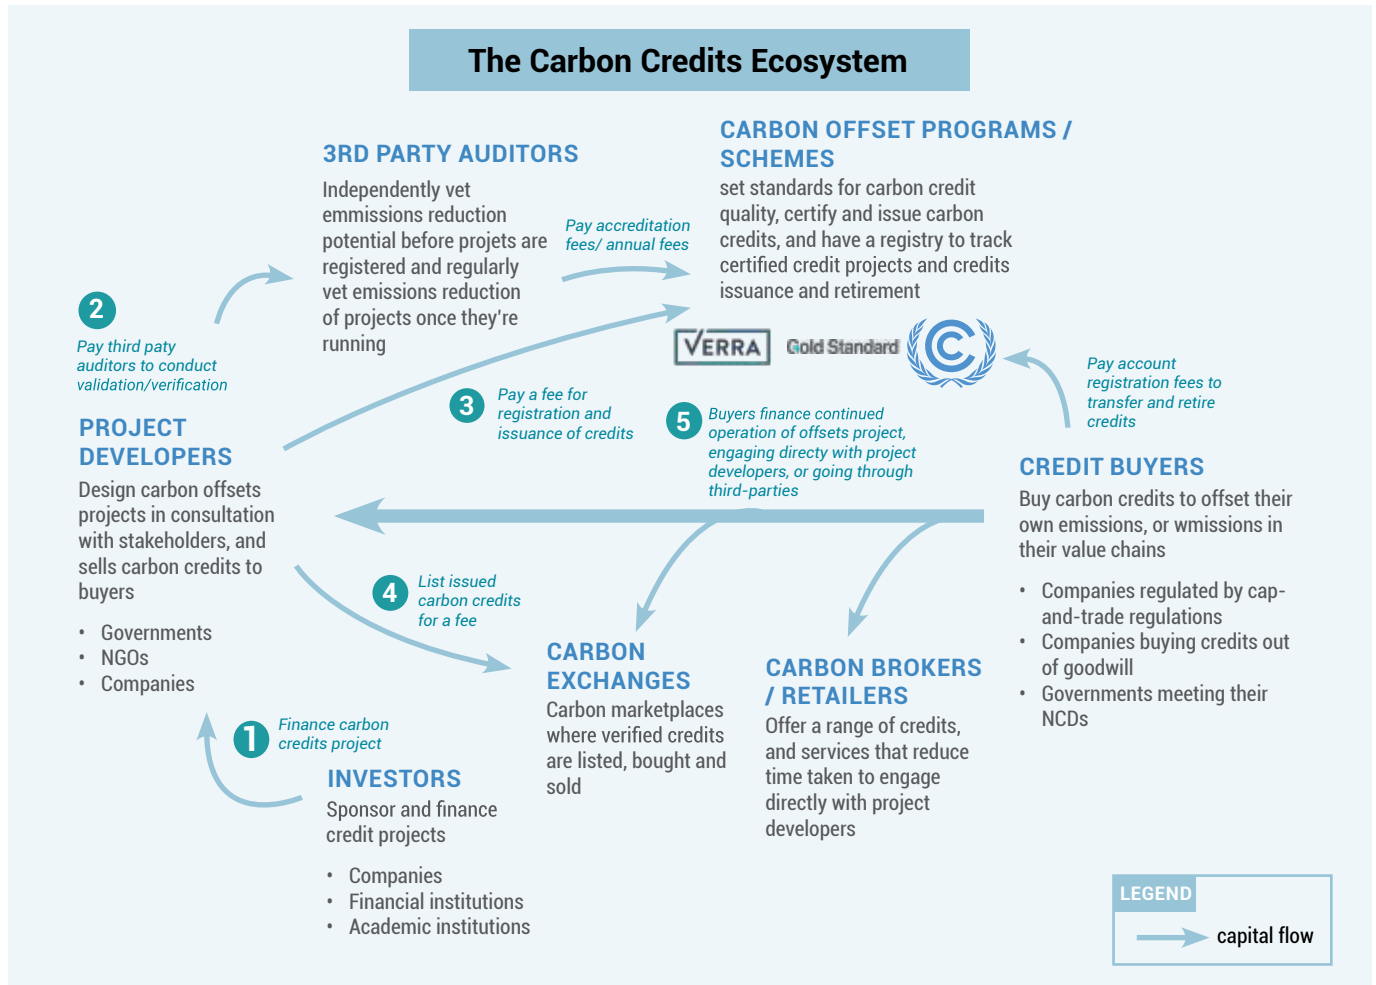 The Carbon Credits Ecosystem
3RD PARTY AUDITORS
Independently vet
emmissions reduction
potential before projets are
registered and regularly
vet emissions reduction
of projects once they're
running
Pay accreditation
fees/ annual fees
CARBON OFFSET PROGRAMS /
SCHEMES
set standards for carbon credit
quality, certify and issue carbon
credits, and have a registry to track
certified credit projects and credits
issuance and retirement
VERRA
Gold Standard
2
Pay third paty
auditors to conduct
validation/verification
3
Pay a fee for
registration and
issuance of credits
5
Buyers finance continued
operation of offsets project,
engaging directy with project
developers, or going through
third-parties
Pay account
registration fees to
transfer and retire
credits
PROJECT
DEVELOPERS
Design carbon offsets
projects in consultation
with stakeholders, and
sells carbon credits to
buyers
• Governments
• NGOs
• Companies
CREDIT BUYERS
Buy carbon credits to offset their
own emissions, or wmissions in
their value chains
• Companies regulated by cap-
and-trade regulations
• Companies buying credits out
of goodwill
• Governments meeting their
NCDs
4
List issued
carbon credits
for a fee
CARBON
EXCHANGES
Carbon marketplaces
where verified credits
are listed, bought and
sold
CARBON BROKERS
/ RETAILERS
Offer a range of credits,
and services that reduce
time taken to engage
directly with project
developers
1
Finance carbon
credits project
INVESTORS
Sponsor and finance
credit projects
• Companies
• Financial institutions
• Academic institutions
LEGEND
capital flow